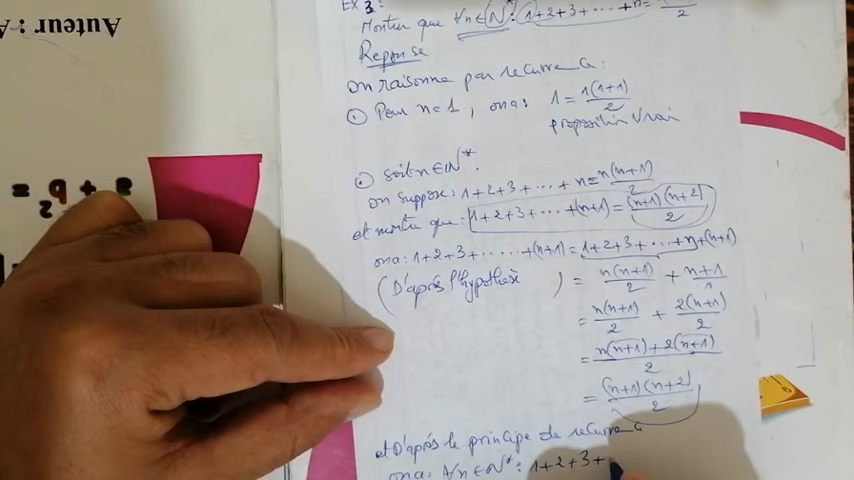 Auteur : A
a + b =
2
Ex 3:
Montrer que ∀n∈ℕ*: 1+2+3+...+n=
2
Réponse
On raisonne par récurrence:
⊙ Pour n=1, on a: 1 = 1(1+1)/2
proposition vrai
⊙ soit n∈ℕ*.
on suppose: 1+2+3+...+n = n(n+1)/2
et montre que: 1+2+3+...+(n+1) = (n+1)(n+2)/2
on a: 1+2+3+......+(n+1) = 1+2+3+...+n+(n+1)
(D'après l'hypothèse ) = n(n+1)/2 + n+1/1
= n(n+1)/2 + 2(n+1)/2
= n(n+1)+2(n+1)/2
= (n+1)(n+2)/2
et D'après le principe de récurrence
on a: ∀n∈ℕ*: 1+2+3+